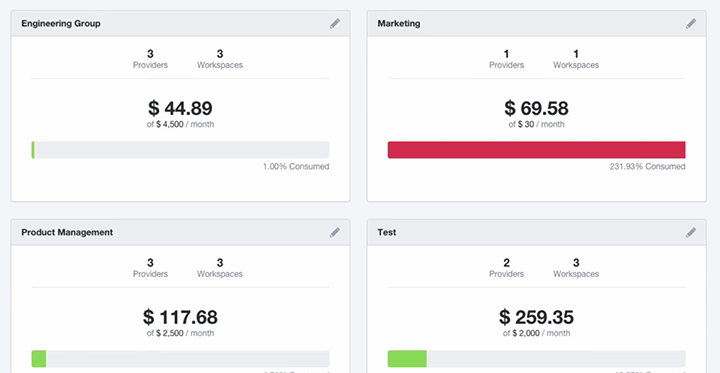 Engineering Group
3 3
Providers Workspaces
$ 44.89
of $ 4,500 / month
1.00% Consumed
Marketing
1 1
Providers Workspaces
$ 69.58
of $ 30 / month
231.93% Consumed
Product Management
3 3
Providers Workspaces
$ 117.68
of $ 2,500 / month
Test
2 3
Providers Workspaces
$ 259.35
of $ 2,000 / month